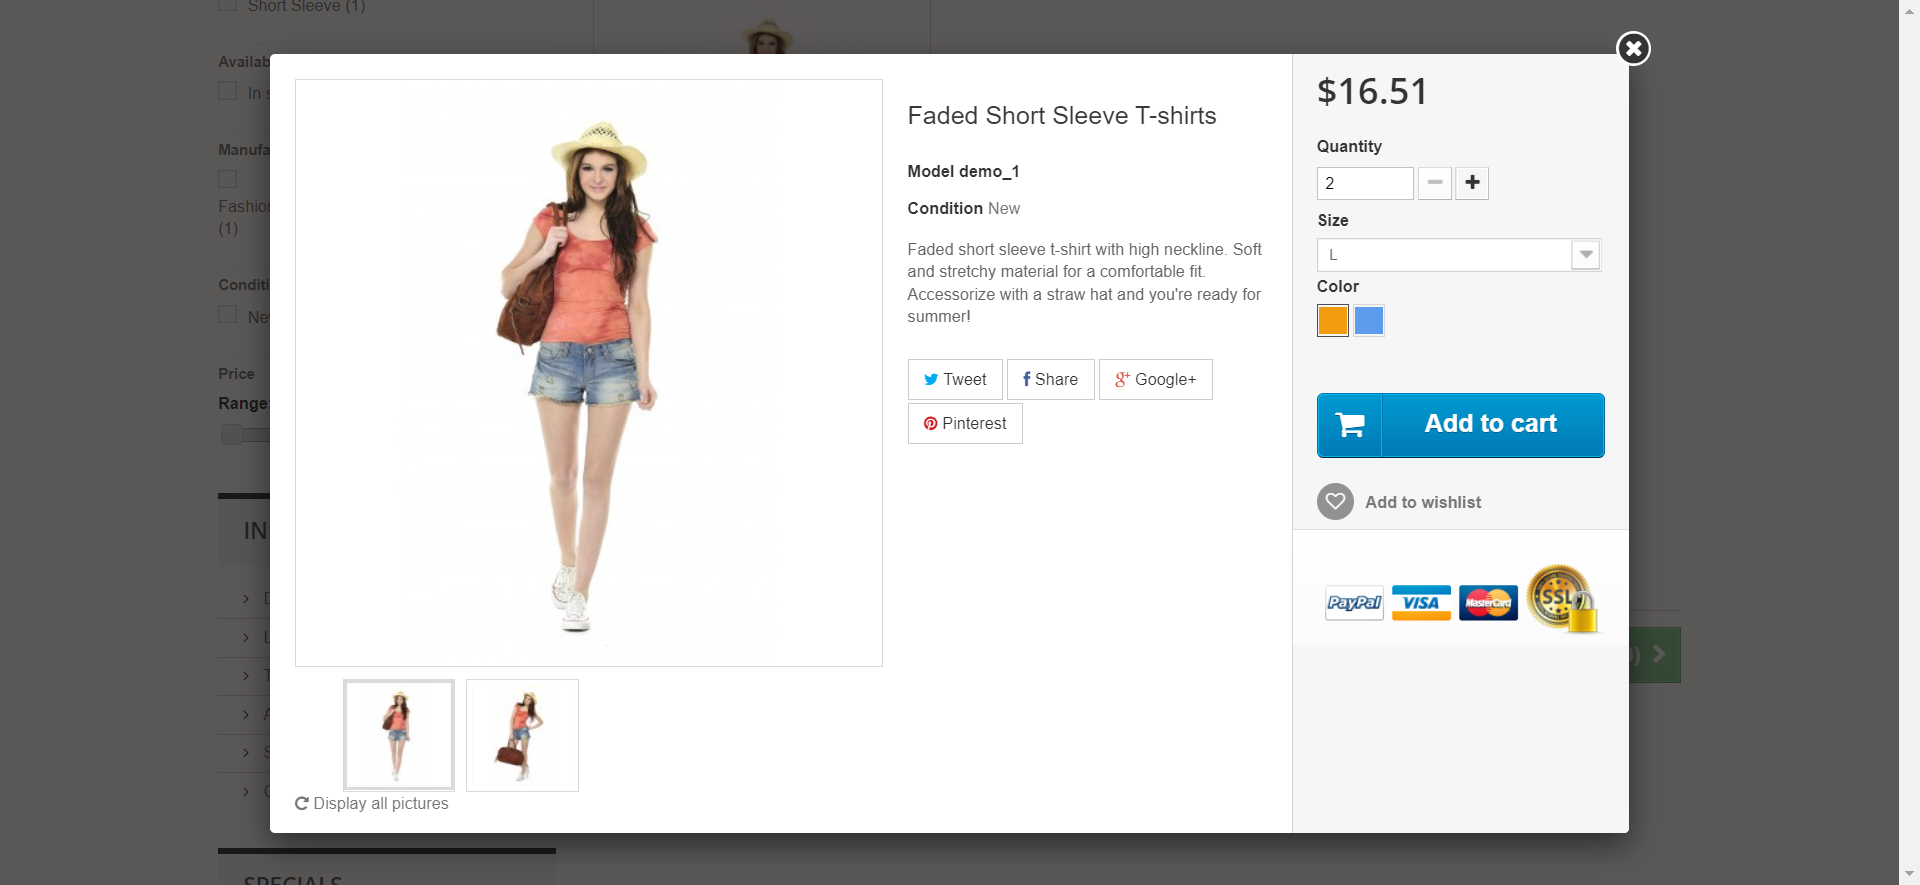 Short Sleeve (1)
Availab
In s
Manufa
Fashion
(1)
Conditi
New
Price
Range:
IN
SPECIALS
Faded Short Sleeve T-shirts
Model demo_1
Condition New
Faded short sleeve t-shirt with high neckline. Soft
and stretchy material for a comfortable fit.
Accessorize with a straw hat and you're ready for
summer!
Tweet
Share
Google+
Pinterest
Display all pictures
$16.51
Quantity
2
Size
L
Color
Add to cart
Add to wishlist
PayPal
VISA
MasterCard
SSL